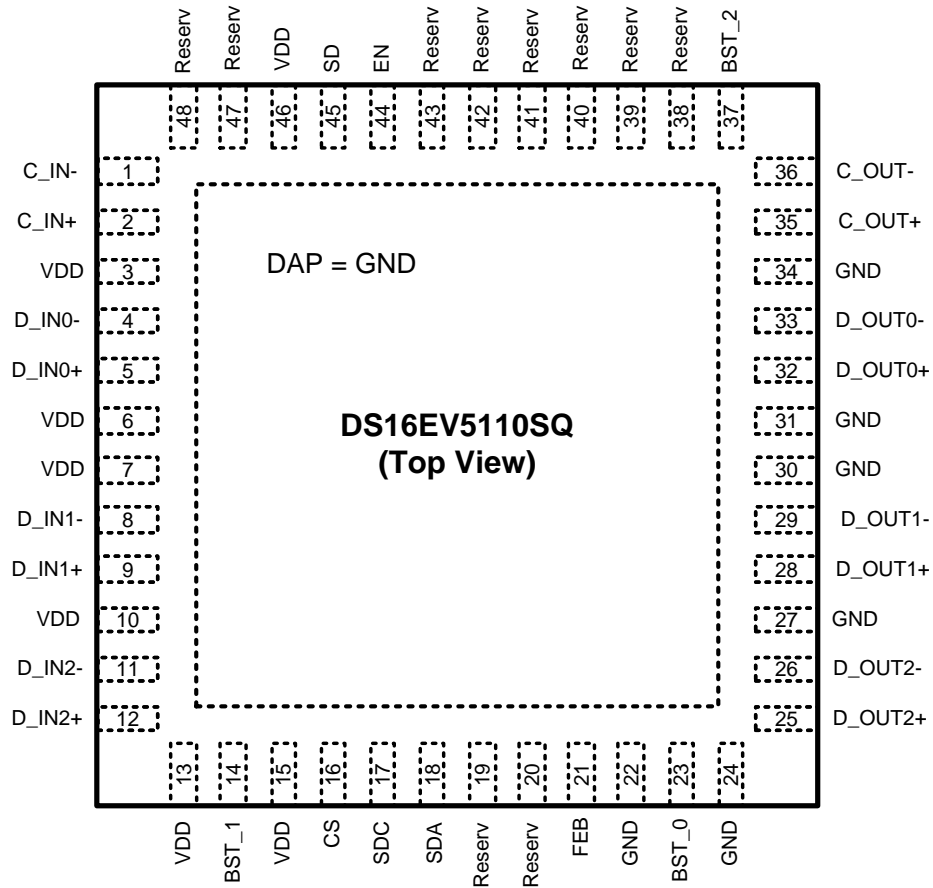 Reserv
Reserv
VDD
SD
EN
Reserv
Reserv
Reserv
Reserv
Reserv
Reserv
BST_2
48
47
46
45
44
43
42
41
40
39
38
37
C_IN- 1
C_IN+ 2
VDD 3
D_IN0- 4
D_IN0+ 5
VDD 6
VDD 7
D_IN1- 8
D_IN1+ 9
VDD 10
D_IN2- 11
D_IN2+ 12
DAP = GND
DS16EV5110SQ
(Top View)
36 C_OUT-
35 C_OUT+
34 GND
33 D_OUT0-
32 D_OUT0+
31 GND
30 GND
29 D_OUT1-
28 D_OUT1+
27 GND
26 D_OUT2-
25 D_OUT2+
13
14
15
16
17
18
19
20
21
22
23
24
VDD
BST_1
VDD
CS
SDC
SDA
Reserv
Reserv
FEB
GND
BST_0
GND